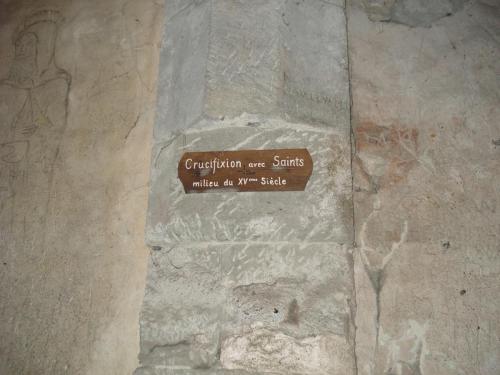 Crucifixion avec Saints
milieu du XVème Siècle